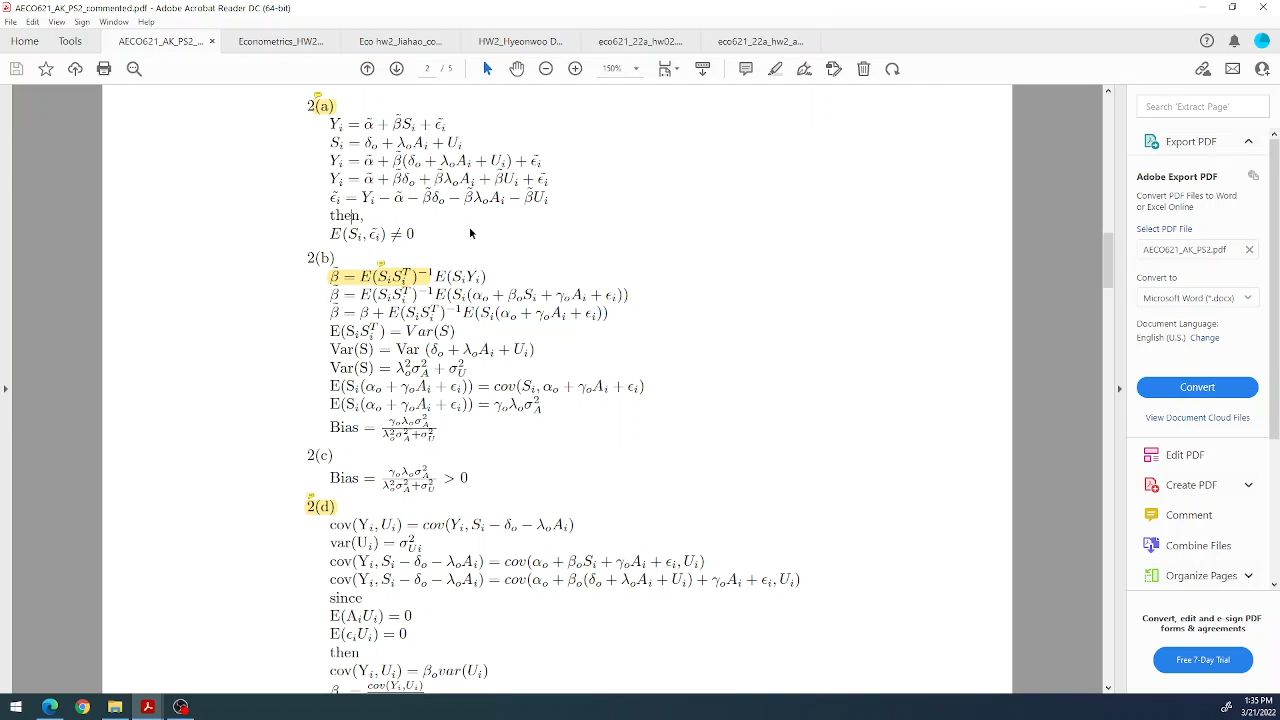 AECO621_AK_PS2_commented.pdf - Adobe Acrobat Reader DC (64-bit)
File Edit View Sign Window Help
Home Tools AECO621_AK_PS2_... × Econometrics_HW2... Eco hw2_Jiahao_co... HW2_Hyeonwoo D... eco621_22a_hw02.... eco621_22a_hw2_a...
2 / 5 150%
2(a)
Yᵢ = α̃ + β̃Sᵢ + ε̃ᵢ
Sᵢ = δₒ + λₒAᵢ + Uᵢ
Yᵢ = α̃ + β̃(δₒ + λₒAᵢ + Uᵢ) + ε̃ᵢ
Yᵢ = α̃ + β̃δₒ + β̃λₒAᵢ + β̃Uᵢ + ε̃ᵢ
ε̃ᵢ = Yᵢ − α̃ − β̃δₒ − β̃λₒAᵢ − β̃Uᵢ
then,
E(Sᵢ, ε̃ᵢ) ≠ 0
2(b)
β̃ = E(SᵢSᵢᵀ)⁻¹E(SᵢYᵢ)
β̃ = E(SᵢSᵢᵀ)⁻¹E(Sᵢ(αₒ + βₒSᵢ + γₒAᵢ + εᵢ))
β̃ = β + E(SᵢSᵢᵀ)⁻¹E(Sᵢ(αₒ + γₒAᵢ + εᵢ))
E(SᵢSᵢᵀ) = Var(S)
Var(S) = Var (δₒ + λₒAᵢ + Uᵢ)
Var(S) = λₒ²σ_A² + σ_U²
E(Sᵢ(αₒ + γₒAᵢ + εᵢ)) = cov(Sᵢ, αₒ + γₒAᵢ + εᵢ)
E(Sᵢ(αₒ + γₒAᵢ + εᵢ)) = γₒλₒσ_A²
Bias = γₒλₒσ_A² / (λₒ²σ_A²+σ_U²)
2(c)
Bias = γₒλₒσ_A² / (λₒ²σ_A²+σ_U²) > 0
2(d)
cov(Yᵢ, Uᵢ) = cov(Yᵢ, Sᵢ − δₒ − λₒAᵢ)
var(Uᵢ) = σ_Uᵢ²
cov(Yᵢ, Sᵢ − δₒ − λₒAᵢ) = cov(αₒ + βₒSᵢ + γₒAᵢ + εᵢ, Uᵢ)
cov(Yᵢ, Sᵢ − δₒ − λₒAᵢ) = cov(αₒ + βₒ(δₒ + λₒAᵢ + Uᵢ) + γₒAᵢ + εᵢ, Uᵢ)
since
E(AᵢUᵢ) = 0
E(εᵢUᵢ) = 0
then
cov(Yᵢ, Uᵢ) = βₒvar(Uᵢ)
cov(Yᵢ,Uᵢ)
Search 'Extract Page'
Export PDF
Adobe Export PDF
Convert PDF Files to Word
or Excel Online
Select PDF File
AECO621_AK_PS2.pdf ×
Convert to
Microsoft Word (*.docx)
Document Language:
English (U.S.) Change
Convert
View Document Cloud Files
Edit PDF
Create PDF
Comment
Combine Files
Organize Pages
Convert, edit and e-sign PDF
forms & agreements
Free 7-Day Trial
1:35 PM
3/21/2022